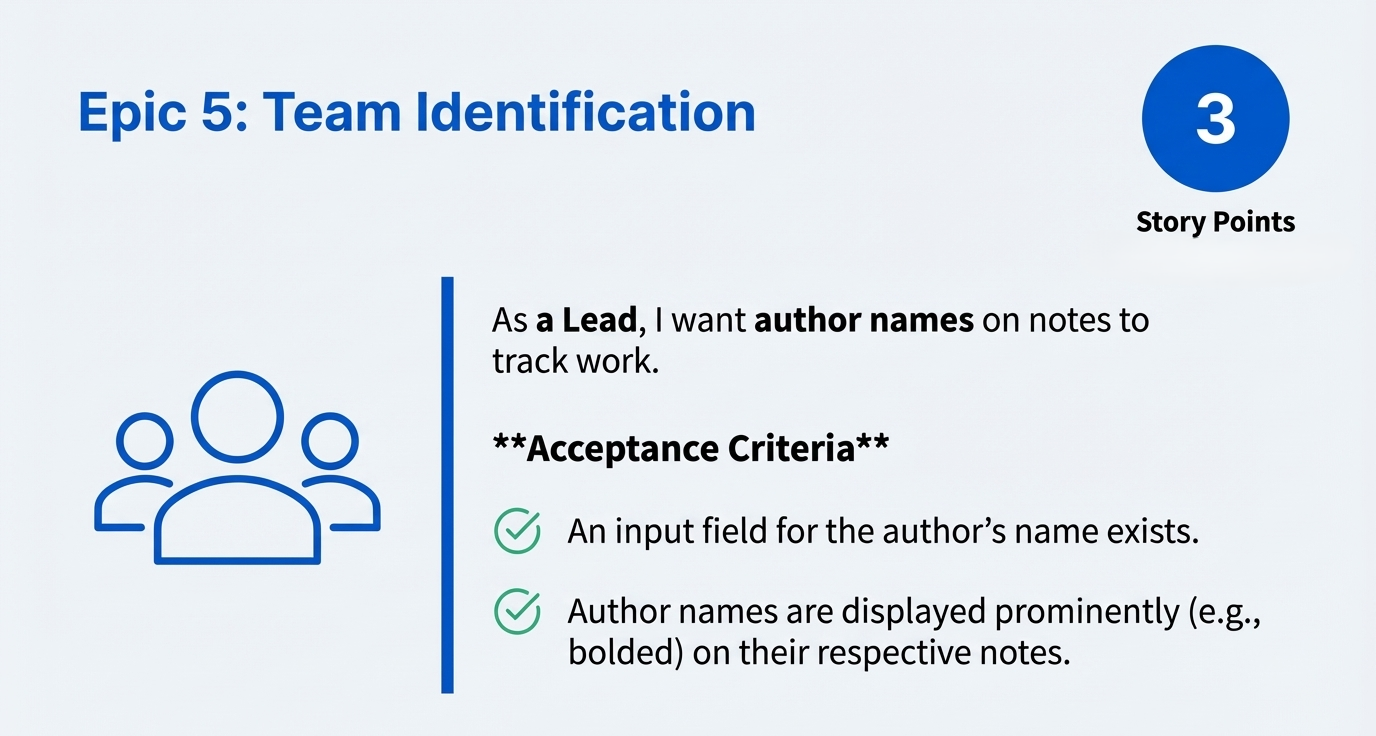 Epic 5: Team Identification
3
Story Points
As a Lead, I want author names on notes to
track work.
**Acceptance Criteria**
An input field for the author’s name exists.
Author names are displayed prominently (e.g.,
bolded) on their respective notes.